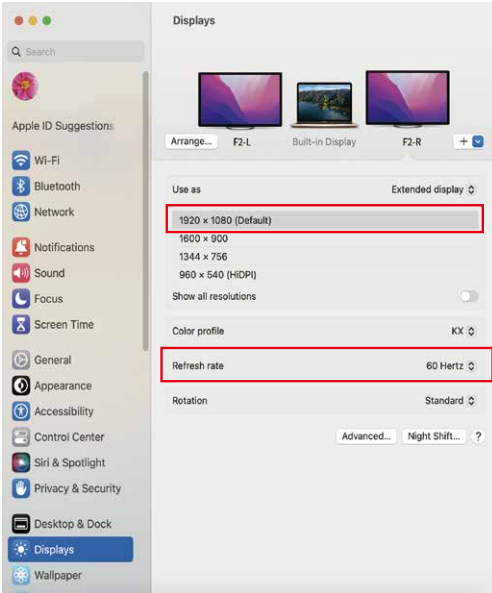 Displays
Search
Apple ID Suggestions
Wi-Fi
Bluetooth
Network
Notifications
Sound
Focus
Screen Time
General
Appearance
Accessibility
Control Center
Siri & Spotlight
Privacy & Security
Desktop & Dock
Displays
Wallpaper
Arrange... F2-L Built-in Display F2-R +
Use as Extended display
1920 × 1080 (Default)
1600 × 900
1344 × 756
960 × 540 (HiDPI)
Show all resolutions
Color profile KX
Refresh rate 60 Hertz
Rotation Standard
Advanced... Night Shift... ?